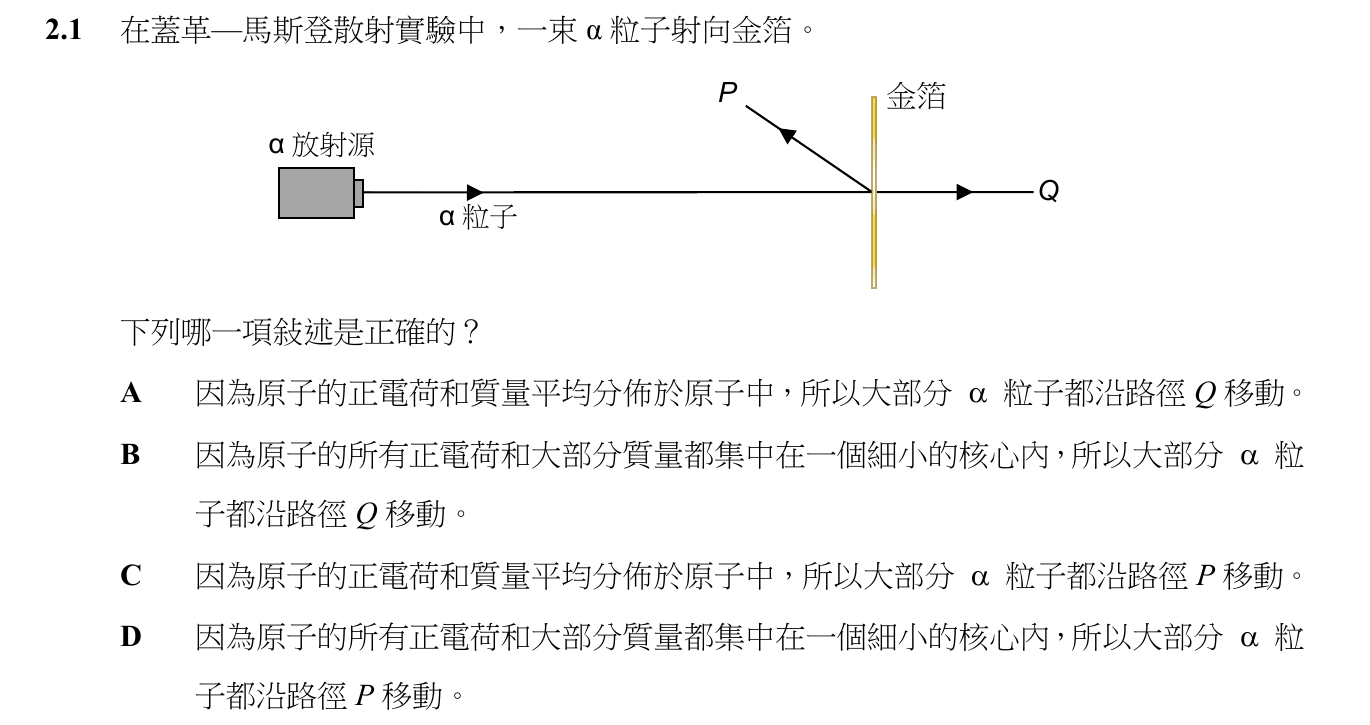 2.1 在蓋革—馬斯登散射實驗中，一束 α 粒子射向金箔。
P
金箔
α 放射源
Q
α 粒子
下列哪一項敍述是正確的？
A 因為原子的正電荷和質量平均分佈於原子中，所以大部分 α 粒子都沿路徑 Q 移動。
B 因為原子的所有正電荷和大部分質量都集中在一個細小的核心內，所以大部分 α 粒
子都沿路徑 Q 移動。
C 因為原子的正電荷和質量平均分佈於原子中，所以大部分 α 粒子都沿路徑 P 移動。
D 因為原子的所有正電荷和大部分質量都集中在一個細小的核心內，所以大部分 α 粒
子都沿路徑 P 移動。